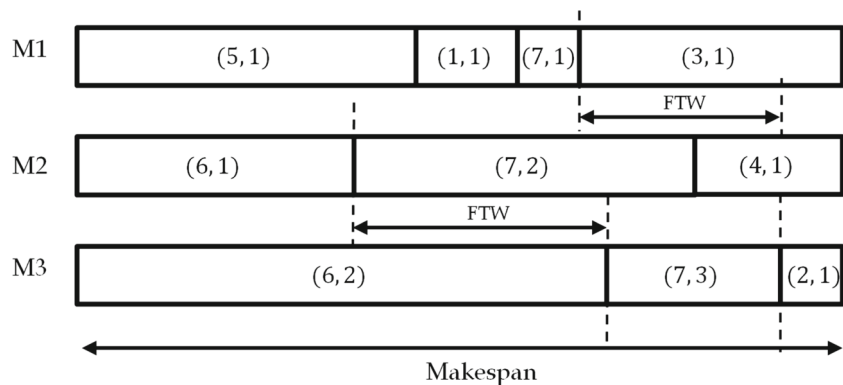 M1 (5, 1) (1, 1) (7, 1) (3, 1)
FTW
M2 (6, 1) (7, 2) (4, 1)
FTW
M3 (6, 2) (7, 3) (2, 1)
Makespan